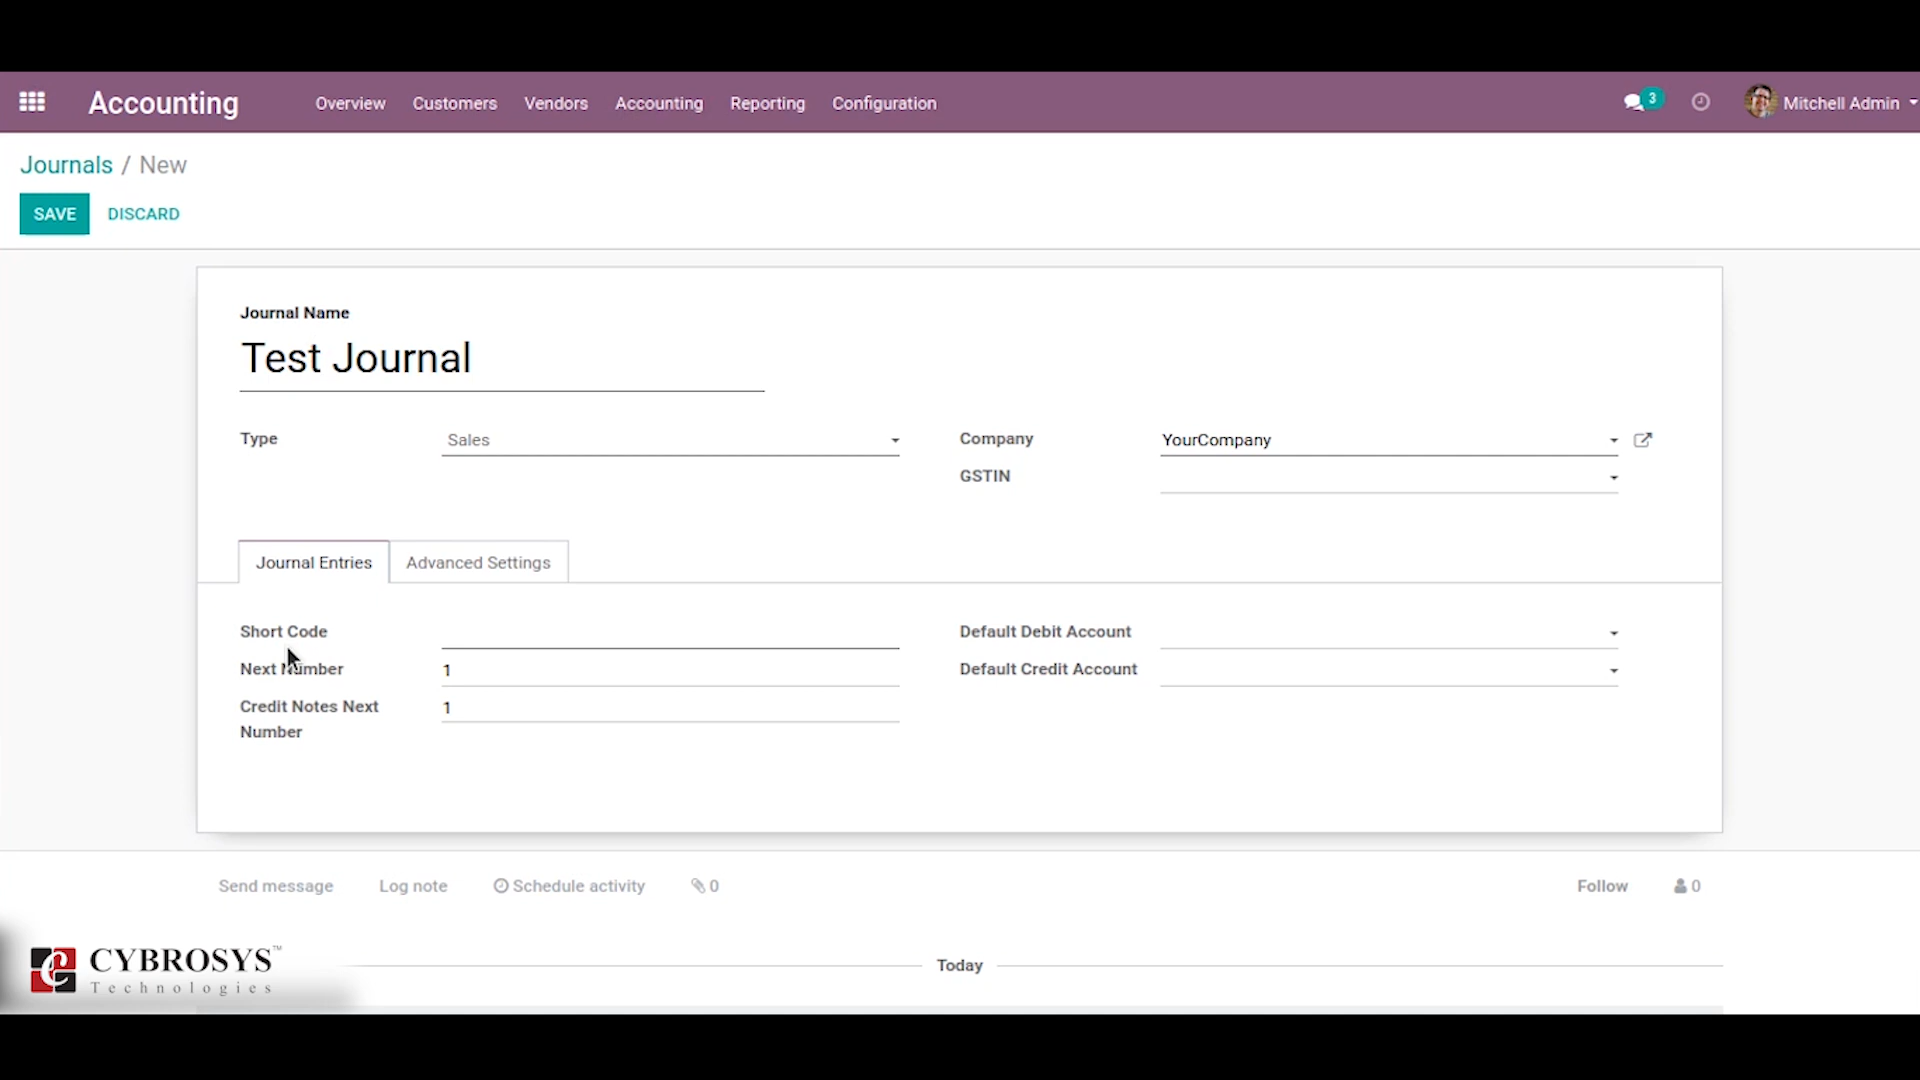 Accounting Overview Customers Vendors Accounting Reporting Configuration 3 Mitchell Admin
Journals / New
SAVE DISCARD
Journal Name
Test Journal
Type Sales Company YourCompany
GSTIN
Journal Entries Advanced Settings
Short Code Default Debit Account
Next Number 1 Default Credit Account
Credit Notes Next Number 1
Send message Log note Schedule activity 0 Follow 0
CYBROSYS™
Technologies
Today